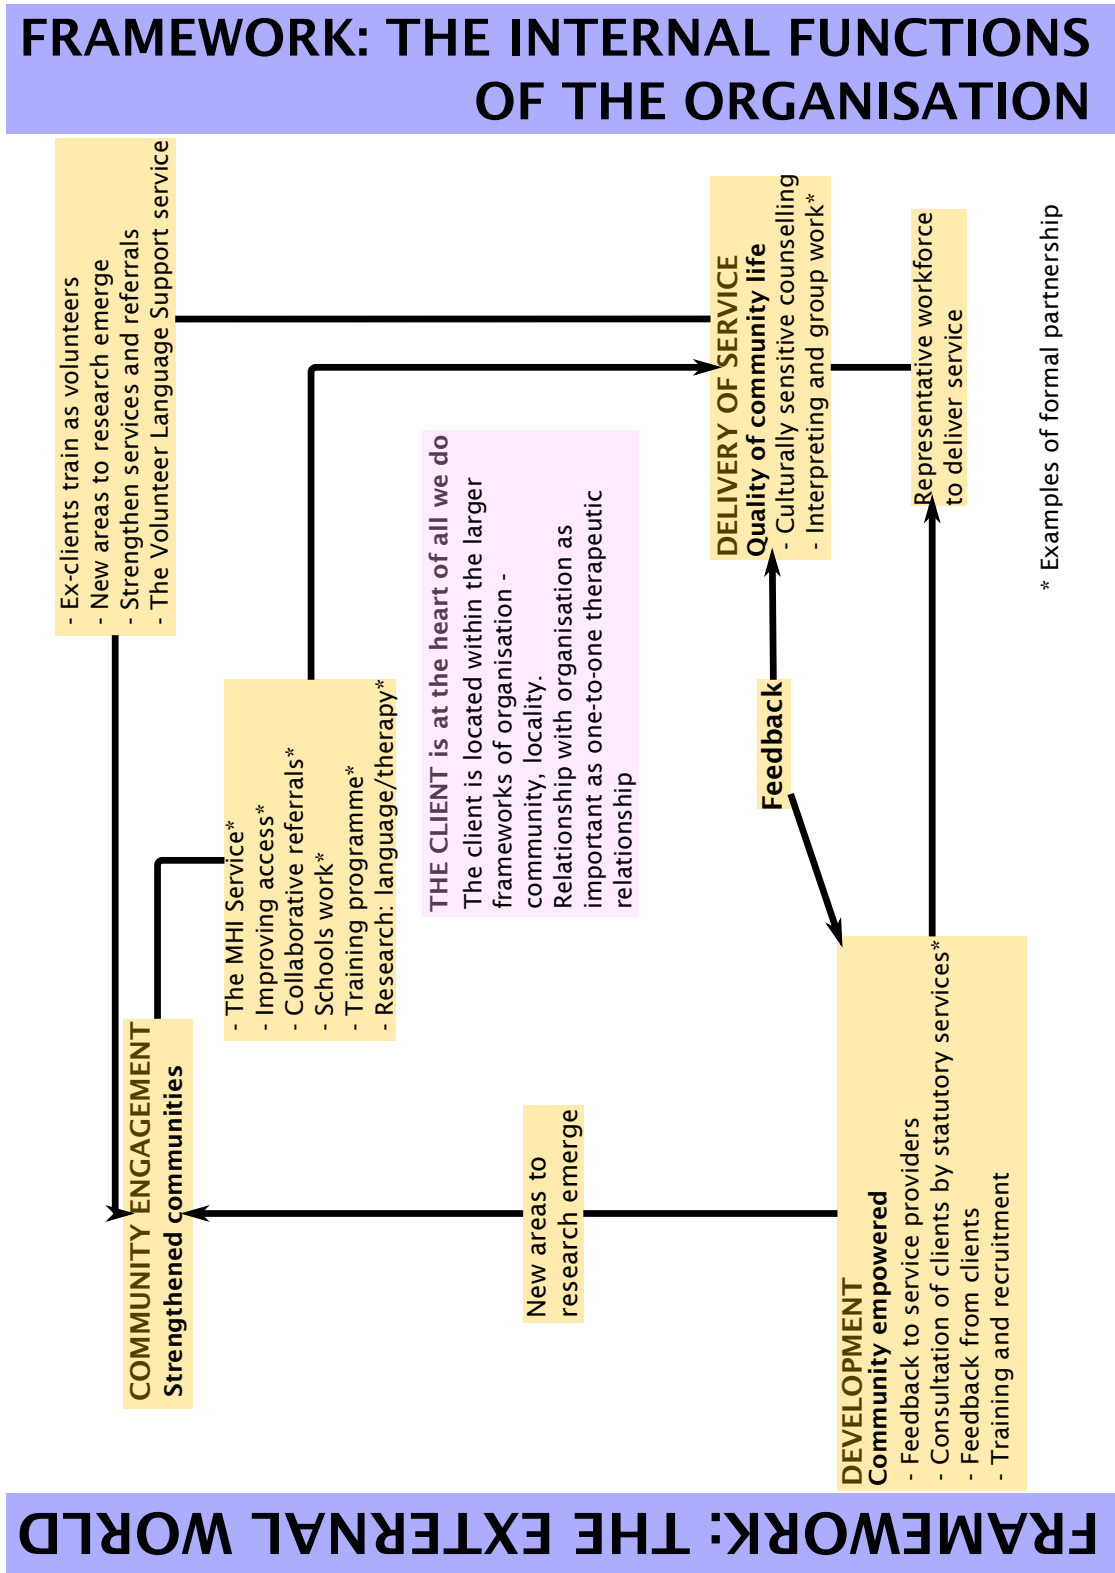 FRAMEWORK: THE INTERNAL FUNCTIONS
OF THE ORGANISATION
- Ex-clients train as volunteers
- New areas to research emerge
- Strengthen services and referrals
- The Volunteer Language Support service
COMMUNITY ENGAGEMENT
Strengthened communities
- The MHI Service*
- Improving access*
- Collaborative referrals*
- Schools work*
- Training programme*
- Research: language/therapy*
THE CLIENT is at the heart of all we do
The client is located within the larger
frameworks of organisation -
community, locality.
Relationship with organisation as
important as one-to-one therapeutic
relationship
New areas to
research emerge
DELIVERY OF SERVICE
Quality of community life
- Culturally sensitive counselling
- Interpreting and group work*
Feedback
Representative workforce
to deliver service
DEVELOPMENT
Community empowered
- Feedback to service providers
- Consultation of clients by statutory services*
- Feedback from clients
- Training and recruitment
* Examples of formal partnership
FRAMEWORK: THE EXTERNAL WORLD